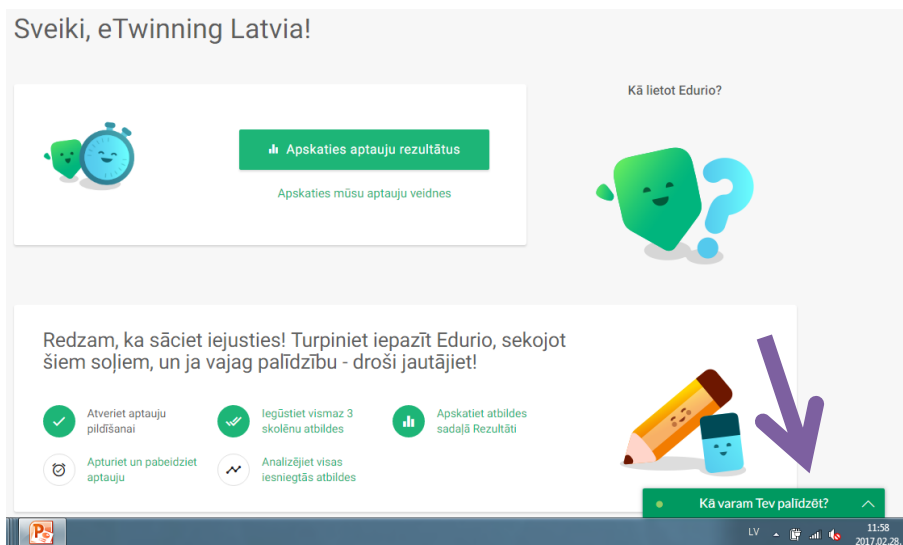 Sveiki, eTwinning Latvia!
Kā lietot Edurio?
Apskaties aptauju rezultātus
Apskaties mūsu aptauju veidnes
Redzam, ka sāciet iejusties! Turpiniet iepazīt Edurio, sekojot
šiem soļiem, un ja vajag palīdzību - droši jautājiet!
Atveriet aptauju
pildīšanai
Iegūstiet vismaz 3
skolēnu atbildes
Apskatiet atbildes
sadaļā Rezultāti
Apturiet un pabeidziet
aptauju
Analizējiet visas
iesniegtās atbildes
Kā varam Tev palīdzēt?
LV
11:58
2017.02.28.